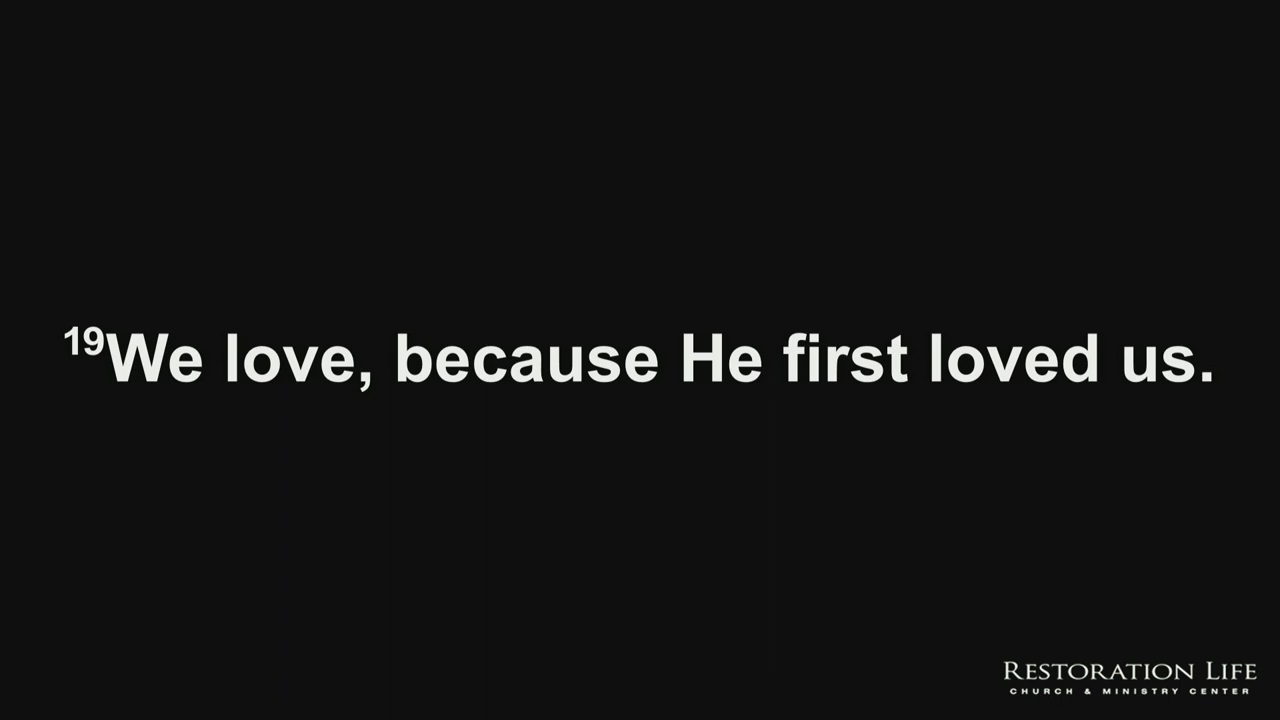 ¹⁹We love, because He first loved us.
RESTORATION LIFE
CHURCH & MINISTRY CENTER